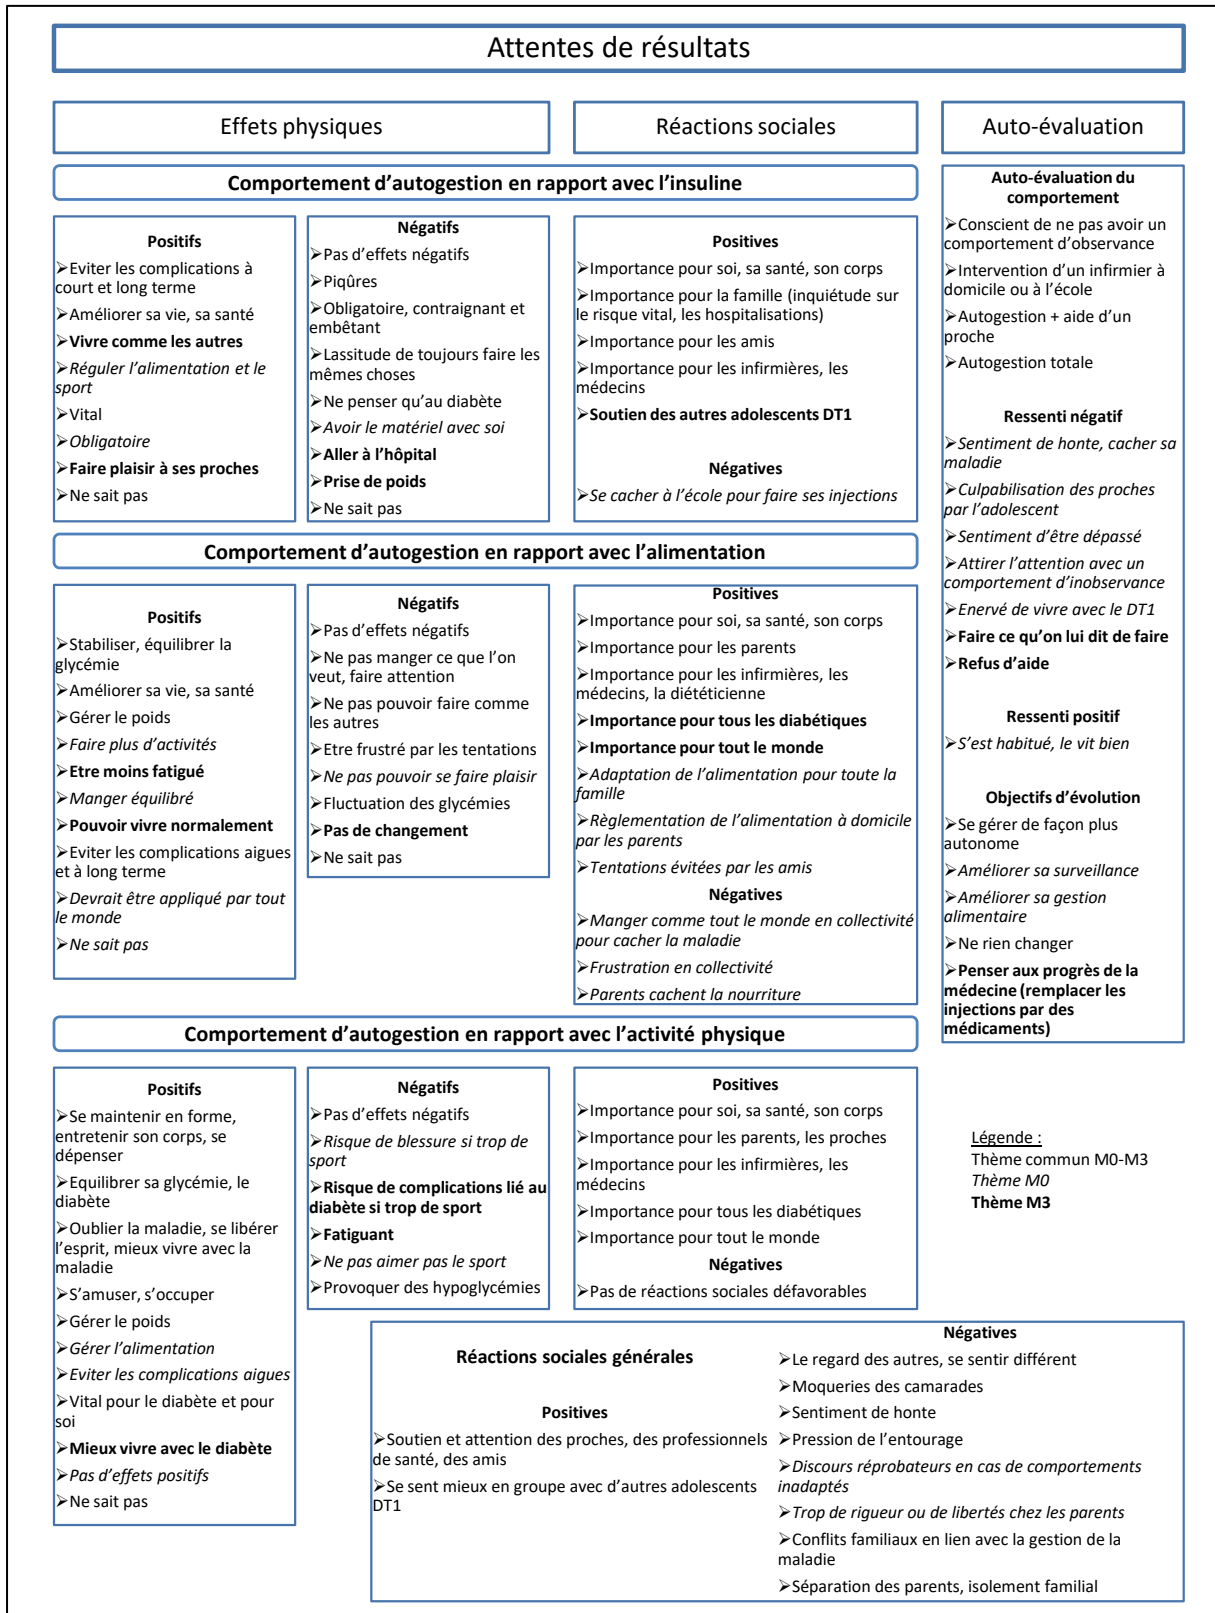 Attentes de résultats
Effets physiques
Réactions sociales
Auto-évaluation
Comportement d'autogestion en rapport avec l'insuline
Positifs
➢Eviter les complications à
court et long terme
➢Améliorer sa vie, sa santé
➢Vivre comme les autres
➢Réguler l'alimentation et le
sport
➢Vital
➢Obligatoire
➢Faire plaisir à ses proches
➢Ne sait pas
Négatifs
➢Pas d'effets négatifs
➢Piqûres
➢Obligatoire, contraignant et
embêtant
➢Lassitude de toujours faire les
mêmes choses
➢Ne penser qu'au diabète
➢Avoir le matériel avec soi
➢Aller à l'hôpital
➢Prise de poids
➢Ne sait pas
Positives
➢Importance pour soi, sa santé, son corps
➢Importance pour la famille (inquiétude sur
le risque vital, les hospitalisations)
➢Importance pour les amis
➢Importance pour les infirmières, les
médecins
➢Soutien des autres adolescents DT1
Négatives
➢Se cacher à l'école pour faire ses injections
Comportement d'autogestion en rapport avec l'alimentation
Positifs
➢Stabiliser, équilibrer la
glycémie
➢Améliorer sa vie, sa santé
➢Gérer le poids
➢Faire plus d'activités
➢Etre moins fatigué
➢Manger équilibré
➢Pouvoir vivre normalement
➢Eviter les complications aigues
et à long terme
➢Devrait être appliqué par tout
le monde
➢Ne sait pas
Négatifs
➢Pas d'effets négatifs
➢Ne pas manger ce que l'on
veut, faire attention
➢Ne pas pouvoir faire comme
les autres
➢Etre frustré par les tentations
➢Ne pas pouvoir se faire plaisir
➢Fluctuation des glycémies
➢Pas de changement
➢Ne sait pas
Positives
➢Importance pour soi, sa santé, son corps
➢Importance pour les parents
➢Importance pour les infirmières, les
médecins, la diététicienne
➢Importance pour tous les diabétiques
➢Importance pour tout le monde
➢Adaptation de l'alimentation pour toute la
famille
➢Règlementation de l'alimentation à domicile
par les parents
➢Tentations évitées par les amis
Négatives
➢Manger comme tout le monde en collectivité
pour cacher la maladie
➢Frustration en collectivité
➢Parents cachent la nourriture
Comportement d'autogestion en rapport avec l'activité physique
Positifs
➢Se maintenir en forme,
entretenir son corps, se
dépenser
➢Equilibrer sa glycémie, le
diabète
➢Oublier la maladie, se libérer
l'esprit, mieux vivre avec la
maladie
➢S'amuser, s'occuper
➢Gérer le poids
➢Gérer l'alimentation
➢Eviter les complications aigues
➢Vital pour le diabète et pour
soi
➢Mieux vivre avec le diabète
➢Pas d'effets positifs
➢Ne sait pas
Négatifs
➢Pas d'effets négatifs
➢Risque de blessure si trop de
sport
➢Risque de complications lié au
diabète si trop de sport
➢Fatiguant
➢Ne pas aimer pas le sport
➢Provoquer des hypoglycémies
Positives
➢Importance pour soi, sa santé, son corps
➢Importance pour les parents, les proches
➢Importance pour les infirmières, les
médecins
➢Importance pour tous les diabétiques
➢Importance pour tout le monde
Négatives
➢Pas de réactions sociales défavorables
Auto-évaluation du
comportement
➢Conscient de ne pas avoir un
comportement d'observance
➢Intervention d'un infirmier à
domicile ou à l'école
➢Autogestion + aide d'un
proche
➢Autogestion totale
Ressenti négatif
➢Sentiment de honte, cacher sa
maladie
➢Culpabilisation des proches
par l'adolescent
➢Sentiment d'être dépassé
➢Attirer l'attention avec un
comportement d'inobservance
➢Enervé de vivre avec le DT1
➢Faire ce qu'on lui dit de faire
➢Refus d'aide
Ressenti positif
➢S'est habitué, le vit bien
Objectifs d'évolution
➢Se gérer de façon plus
autonome
➢Améliorer sa surveillance
➢Améliorer sa gestion
alimentaire
➢Ne rien changer
➢Penser aux progrès de la
médecine (remplacer les
injections par des
médicaments)
Légende :
Thème commun M0-M3
Thème M0
Thème M3
Réactions sociales générales
Positives
➢Soutien et attention des proches, des professionnels
de santé, des amis
➢Se sent mieux en groupe avec d'autres adolescents
DT1
Négatives
➢Le regard des autres, se sentir différent
➢Moqueries des camarades
➢Sentiment de honte
➢Pression de l'entourage
➢Discours réprobateurs en cas de comportements
inadaptés
➢Trop de rigueur ou de libertés chez les parents
➢Conflits familiaux en lien avec la gestion de la
maladie
➢Séparation des parents, isolement familial